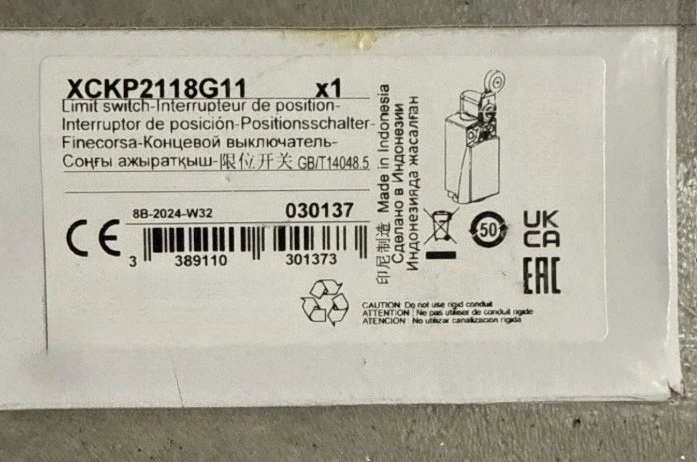 XCKP2118G11 x1
Limit switch-Interrupteur de position-
Interruptor de posición-Positionsschalter-
Finecorsa-Концевой выключатель-
Соңғы ажыратқыш-限位开关 GB/T14048.5
印尼制造 Made in Indonesia
Сделано в Индонезии
Индонезияда жасалған
8B-2024-W32 030137
CE
3 389110 301373
50
UK
CA
EAC
CAUTION: Do not use rigid conduit
ATTENTION : Ne pas utiliser de conduit rigide
ATENCION : No utilizar canalizacion rigida